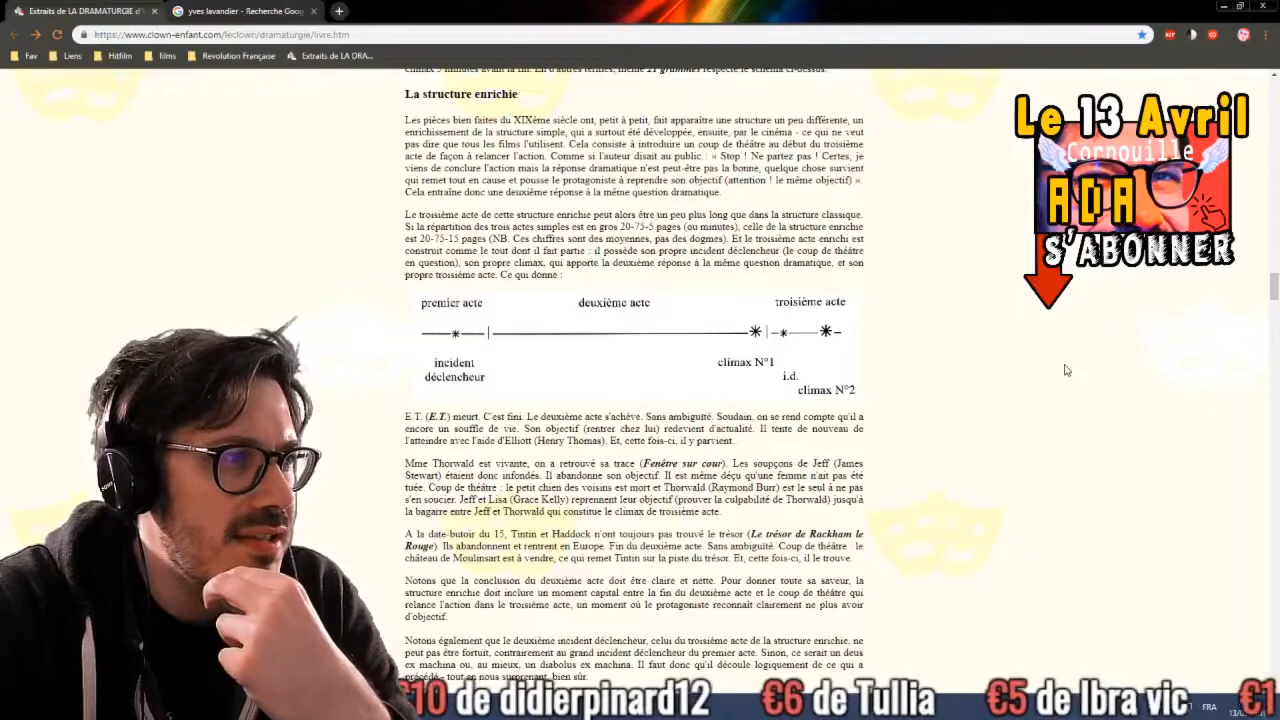 Extraits de LA DRAMATURGIE d'
yves lavandier - Recherche Goog
https://www.clown-enfant.com/leclown/dramaturgie/livre.htm
Fav
Liens
Hitfilm
films
Revolution Française
Extraits de LA DRA...
climax 5 minutes avant la fin. En d'autres termes, même 21 grammes respecte le schéma ci-dessus.
La structure enrichie
Les pièces bien faites du XIXème siècle ont, petit à petit, fait apparaître une structure un peu différente, un
enrichissement de la structure simple, qui a surtout été développée, ensuite, par le cinéma - ce qui ne veut
pas dire que tous les films l'utilisent. Cela consiste à introduire un coup de théâtre au début du troisième
acte de façon à relancer l'action. Comme si l'auteur disait au public : « Stop ! Ne partez pas ! Certes, je
viens de conclure l'action mais la réponse dramatique n'est peut-être pas la bonne, quelque chose survient
qui remet tout en cause et pousse le protagoniste à reprendre son objectif (attention ! le même objectif) ».
Cela entraîne donc une deuxième réponse à la même question dramatique.
Le troisième acte de cette structure enrichie peut alors être un peu plus long que dans la structure classique.
Si la répartition des trois actes simples est en gros 20-75-5 pages (ou minutes), celle de la structure enrichie
est 20-75-15 pages (NB. Ces chiffres sont des moyennes, pas des dogmes). Et le troisième acte enrichi est
construit comme le tout dont il fait partie : il possède son propre incident déclencheur (le coup de théâtre
en question), son propre climax, qui apporte la deuxième réponse à la même question dramatique, et son
propre troisième acte. Ce qui donne :
premier acte
deuxième acte
troisième acte
incident
déclencheur
climax N°1
i.d.
climax N°2
E.T. (E.T.) meurt. C'est fini. Le deuxième acte s'achève. Sans ambiguïté. Soudain, on se rend compte qu'il a
encore un souffle de vie. Son objectif (rentrer chez lui) redevient d'actualité. Il tente de nouveau de
l'atteindre avec l'aide d'Elliott (Henry Thomas). Et, cette fois-ci, il y parvient.
Mme Thorwald est vivante, on a retrouvé sa trace (Fenêtre sur cour). Les soupçons de Jeff (James
Stewart) étaient donc infondés. Il abandonne son objectif. Il est même déçu qu'une femme n'ait pas été
tuée. Coup de théâtre : le petit chien des voisins est mort et Thorwald (Raymond Burr) est le seul à ne pas
s'en soucier. Jeff et Lisa (Grace Kelly) reprennent leur objectif (prouver la culpabilité de Thorwald) jusqu'à
la bagarre entre Jeff et Thorwald qui constitue le climax de troisième acte.
A la date-butoir du 15, Tintin et Haddock n'ont toujours pas trouvé le trésor (Le trésor de Rackham le
Rouge). Ils abandonnent et rentrent en Europe. Fin du deuxième acte. Sans ambiguïté. Coup de théâtre : le
château de Moulinsart est à vendre, ce qui remet Tintin sur la piste du trésor. Et, cette fois-ci, il le trouve.
Notons que la conclusion du deuxième acte doit être claire et nette. Pour donner toute sa saveur, la
structure enrichie doit inclure un moment capital entre la fin du deuxième acte et le coup de théâtre qui
relance l'action dans le troisième acte, un moment où le protagoniste reconnaît clairement ne plus avoir
d'objectif.
Notons également que le deuxième incident déclencheur, celui du troisième acte de la structure enrichie, ne
peut pas être fortuit, contrairement au grand incident déclencheur du premier acte. Sinon, ce serait un deus
ex machina ou, au mieux, un diabolus ex machina. Il faut donc qu'il découle logiquement de ce qui a
précédé - tout en nous surprenant, bien sûr.
Le 13 Avril
Cornouille
ADA
S'ABONNER
€10 de didierpinard12 €6 de Tullia €5 de Ibra vic €1
FRA
SONY